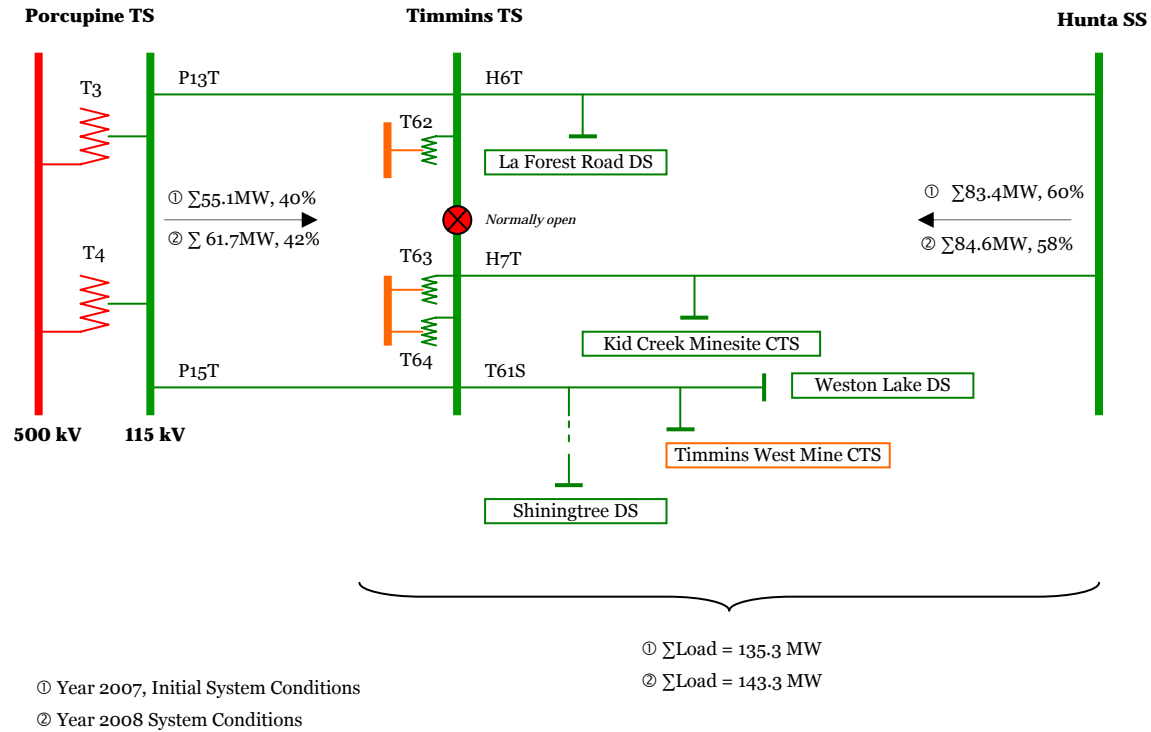 Porcupine TS
Timmins TS
Hunta SS
T3
P13T
H6T
T62
La Forest Road DS
① ∑55.1MW, 40%
② ∑ 61.7MW, 42%
Normally open
① ∑83.4MW, 60%
② ∑84.6MW, 58%
T4
T63
H7T
Kid Creek Minesite CTS
T64
P15T
T61S
Weston Lake DS
500 kV
115 kV
Timmins West Mine CTS
Shiningtree DS
① ∑Load = 135.3 MW
② ∑Load = 143.3 MW
① Year 2007, Initial System Conditions
② Year 2008 System Conditions